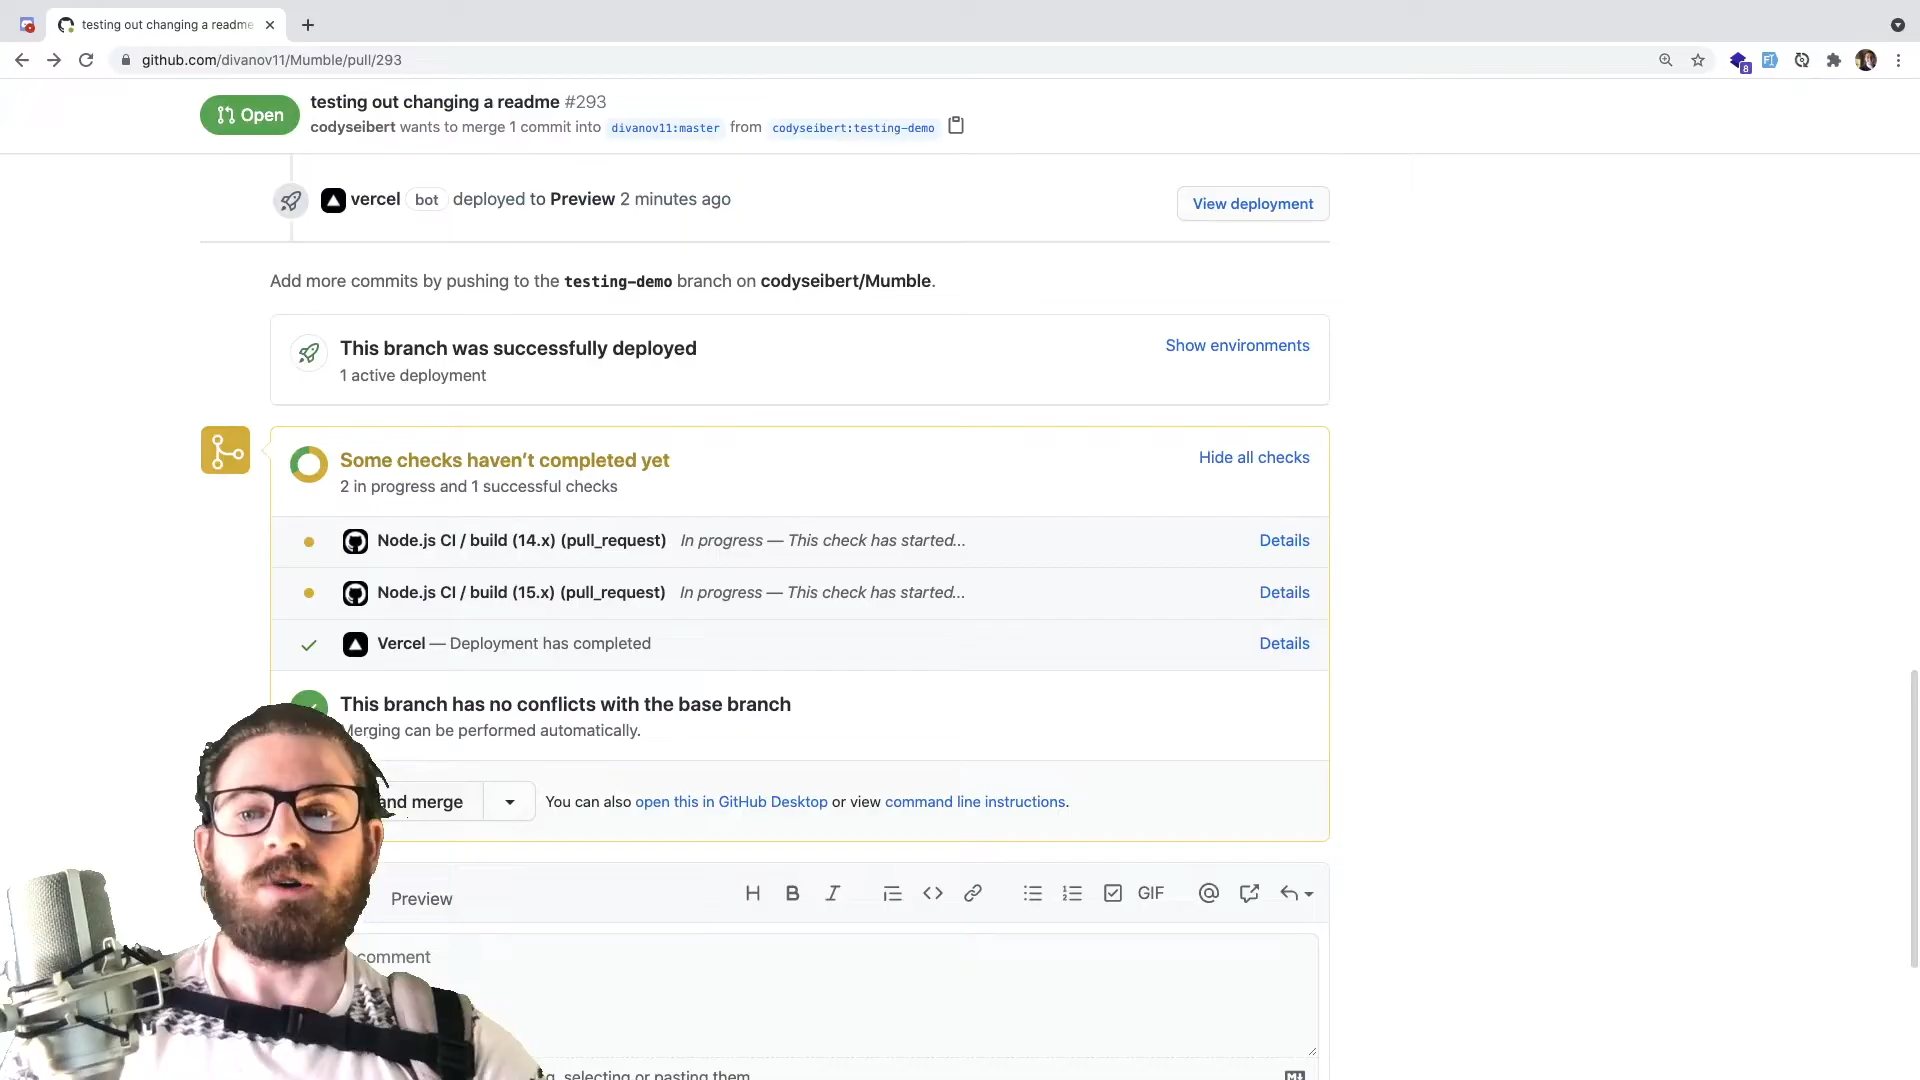 testing out changing a readme
github.com/divanov11/Mumble/pull/293
8
Open
testing out changing a readme #293
codyseibert wants to merge 1 commit into divanov11:master from codyseibert:testing-demo
vercel bot deployed to Preview 2 minutes ago
View deployment
Add more commits by pushing to the testing-demo branch on codyseibert/Mumble.
This branch was successfully deployed
Show environments
1 active deployment
Some checks haven’t completed yet
Hide all checks
2 in progress and 1 successful checks
Node.js CI / build (14.x) (pull_request) In progress — This check has started...
Details
Node.js CI / build (15.x) (pull_request) In progress — This check has started...
Details
Vercel — Deployment has completed
Details
This branch has no conflicts with the base branch
Merging can be performed automatically.
and merge
You can also open this in GitHub Desktop or view command line instructions.
Preview
H B I GIF
comment
selecting or pasting them